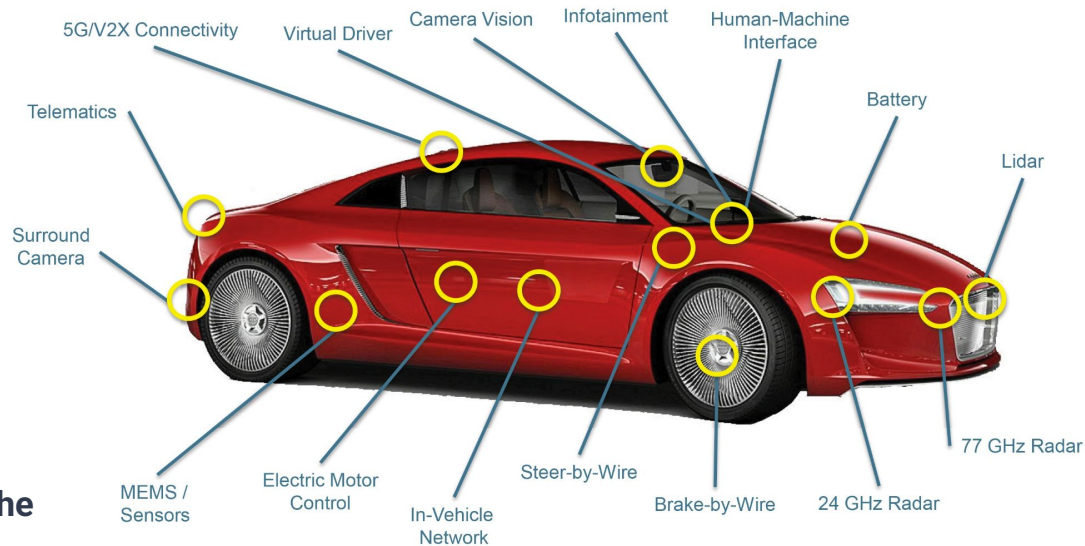 Camera Vision
Infotainment
Human-Machine
Interface
5G/V2X Connectivity
Virtual Driver
Battery
Telematics
Lidar
Surround
Camera
77 GHz Radar
Steer-by-Wire
Electric Motor
Control
MEMS /
Sensors
In-Vehicle
Network
Brake-by-Wire
24 GHz Radar
he